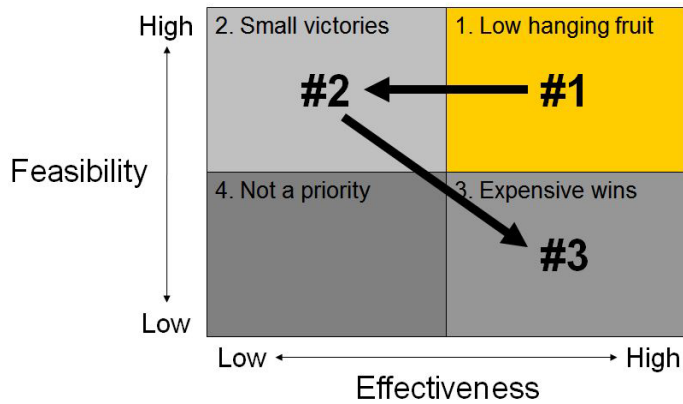 High
2. Small victories
1. Low hanging fruit
#2
#1
Feasibility
4. Not a priority
3. Expensive wins
#3
Low
Low
High
Effectiveness